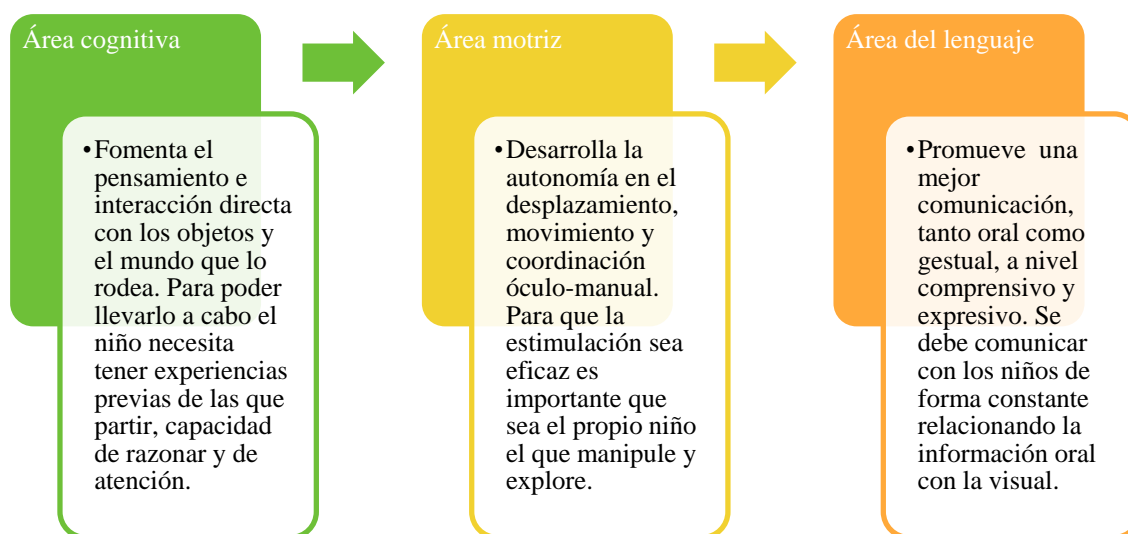 Área cognitiva
•Fomenta el
pensamiento e
interacción directa
con los objetos y
el mundo que lo
rodea. Para poder
llevarlo a cabo el
niño necesita
tener experiencias
previas de las que
partir, capacidad
de razonar y de
atención.
Área motriz
•Desarrolla la
autonomía en el
desplazamiento,
movimiento y
coordinación
óculo-manual.
Para que la
estimulación sea
eficaz es
importante que
sea el propio niño
el que manipule y
explore.
Área del lenguaje
•Promueve una
mejor
comunicación,
tanto oral como
gestual, a nivel
comprensivo y
expresivo. Se
debe comunicar
con los niños de
forma constante
relacionando la
información oral
con la visual.